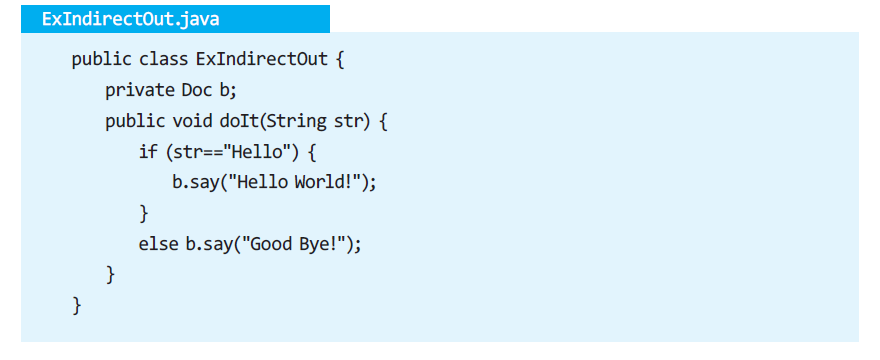 ExIndirectOut.java
public class ExIndirectOut {
private Doc b;
public void doIt(String str) {
if (str=="Hello") {
b.say("Hello World!");
}
else b.say("Good Bye!");
}
}